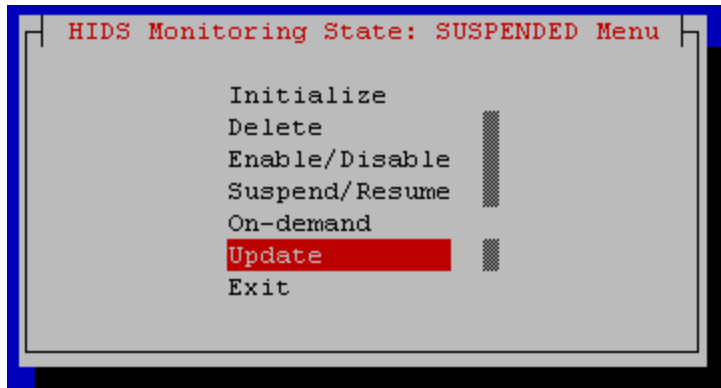 HIDS Monitoring State: SUSPENDED Menu
Initialize
Delete
Enable/Disable
Suspend/Resume
On-demand
Update
Exit